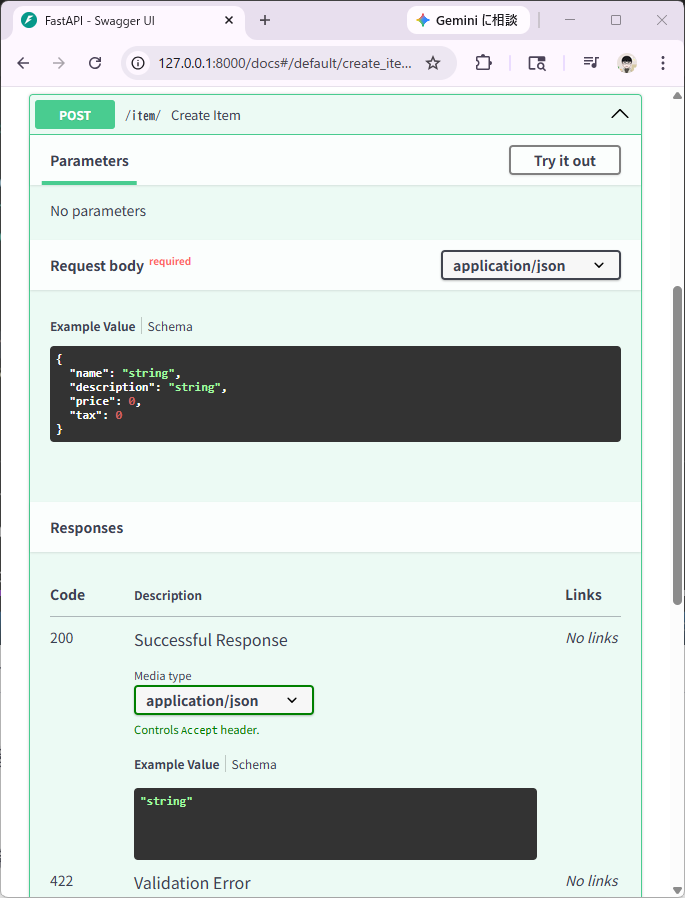 FastAPI - Swagger UI
Gemini に相談
127.0.0.1:8000/docs#/default/create_ite...
POST /item/ Create Item
Parameters
Try it out
No parameters
Request body required
application/json
Example Value Schema
{
"name": "string",
"description": "string",
"price": 0,
"tax": 0
}
Responses
Code Description Links
200 Successful Response No links
Media type
application/json
Controls Accept header.
Example Value Schema
"string"
422 Validation Error No links